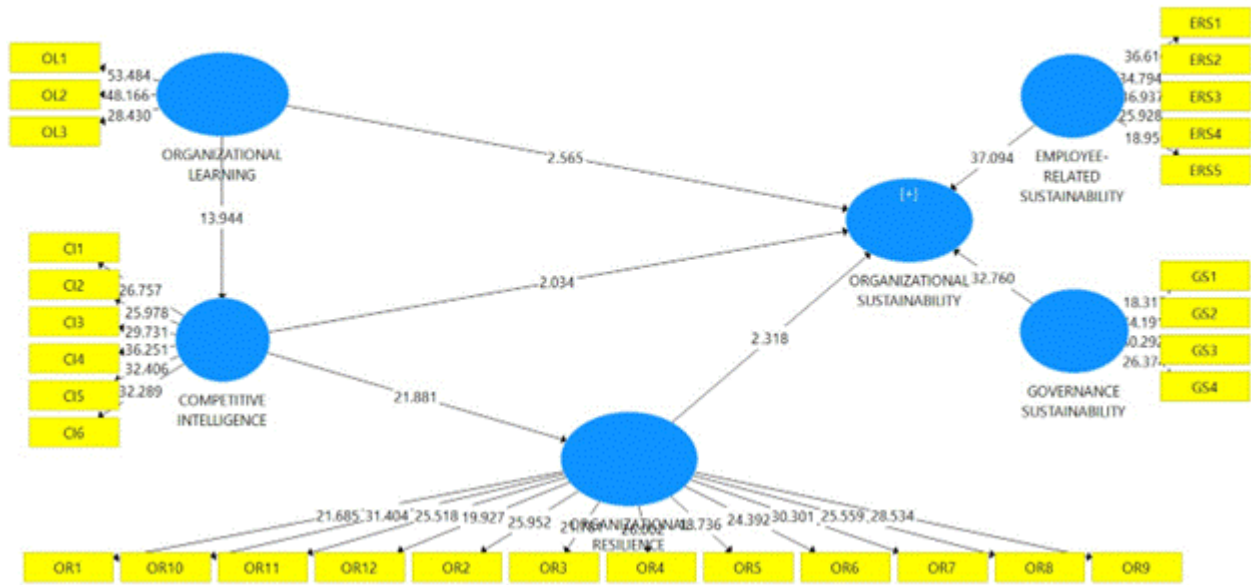 ERS1
OL1
53.484
36.61
ERS2
OL2
48.166
34.794
ERS3
28.430
OL3
25.928
ERS4
ORGANIZATIONAL
LEARNING
2.565
18.95
37.094
EMPLOYEE-
RELATED
SUSTAINABILITY
ERS5
[+]
13.944
CI1
26.757
CI2
25.978
CI3
29.731
CI4
36.251
CI5
32.406
CI6
32.289
COMPETITIVE
INTELLIGENCE
2.034
ORGANIZATIONAL
SUSTAINABILITY
32.760
GS1
18.31
GS2
GS3
26.374
GS4
GOVERNANCE
SUSTAINABILITY
2.318
21.881
21.685
31.404
25.518
19.927
25.952
ORGANIZATIONAL
RESILIENCE
24.392
30.301
25.559
28.534
OR1
OR10
OR11
OR12
OR2
OR3
OR4
OR5
OR6
OR7
OR8
OR9